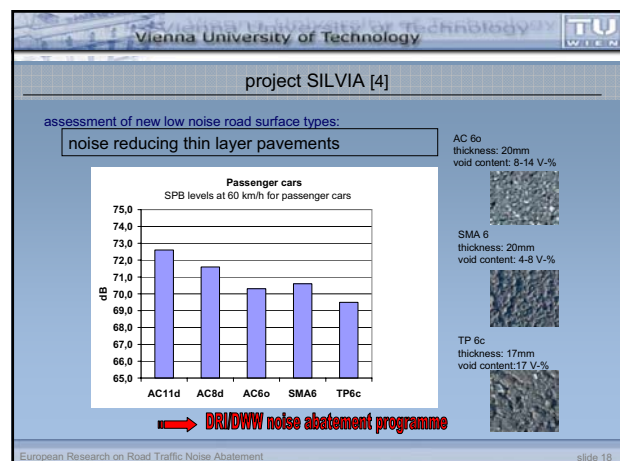 Vienna University of Technology
TU
WIEN
project SILVIA [4]
assessment of new low noise road surface types:
noise reducing thin layer pavements
AC 6o
thickness: 20mm
void content: 8-14 V-%
Passenger cars
SPB levels at 60 km/h for passenger cars
75,0
74,0
73,0
72,0
71,0
70,0
69,0
68,0
67,0
66,0
65,0
dB
AC11d AC8d AC6o SMA6 TP6c
SMA 6
thickness: 20mm
void content: 4-8 V-%
TP 6c
thickness: 17mm
void content:17 V-%
DRI/DWW noise abatement programme
European Research on Road Traffic Noise Abatement
slide 18